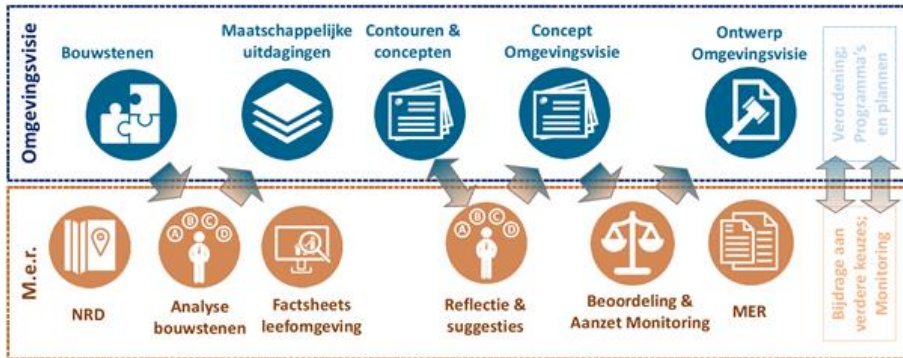 Omgevingsvisie
Bouwstenen
Maatschappelijke
uitdagingen
Contouren &
concepten
Concept
Omgevingsvisie
Ontwerp
Omgevingsvisie
Verordening;
Programma's
en plannen
M.e.r.
NRD
A B C D
Analyse
bouwstenen
Factsheets
leefomgeving
A B C D
Reflectie &
suggesties
Beoordeling &
Aanzet Monitoring
MER
Bijdrage aan
verdere keuzes;
Monitoring